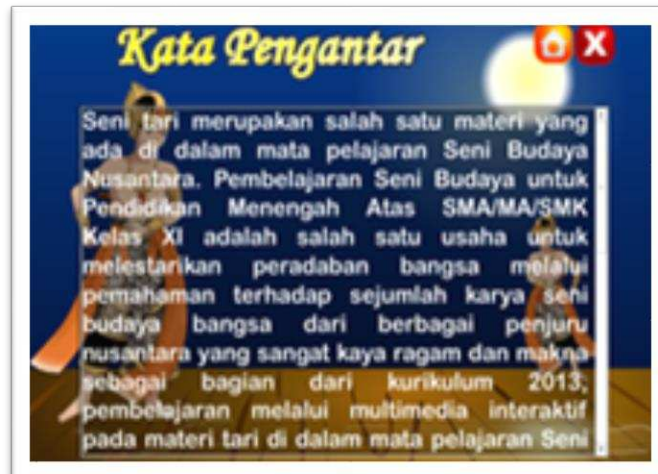 Kata Pengantar
Seni tari merupakan salah satu materi yang
ada di dalam mata pelajaran Seni Budaya
Nusantara. Pembelajaran Seni Budaya untuk
Pendidikan Menengah Atas SMA/MA/SMK
Kelas XI adalah salah satu usaha untuk
melestarikan peradaban bangsa melalui
pemahaman terhadap sejumlah karya seni
budaya bangsa dari berbagai penjuru
nusantara yang sangat kaya ragam dan makna
sebagai bagian dari kurikulum 2013;
pembelajaran melalui multimedia interaktif
pada materi tari di dalam mata pelajaran Seni